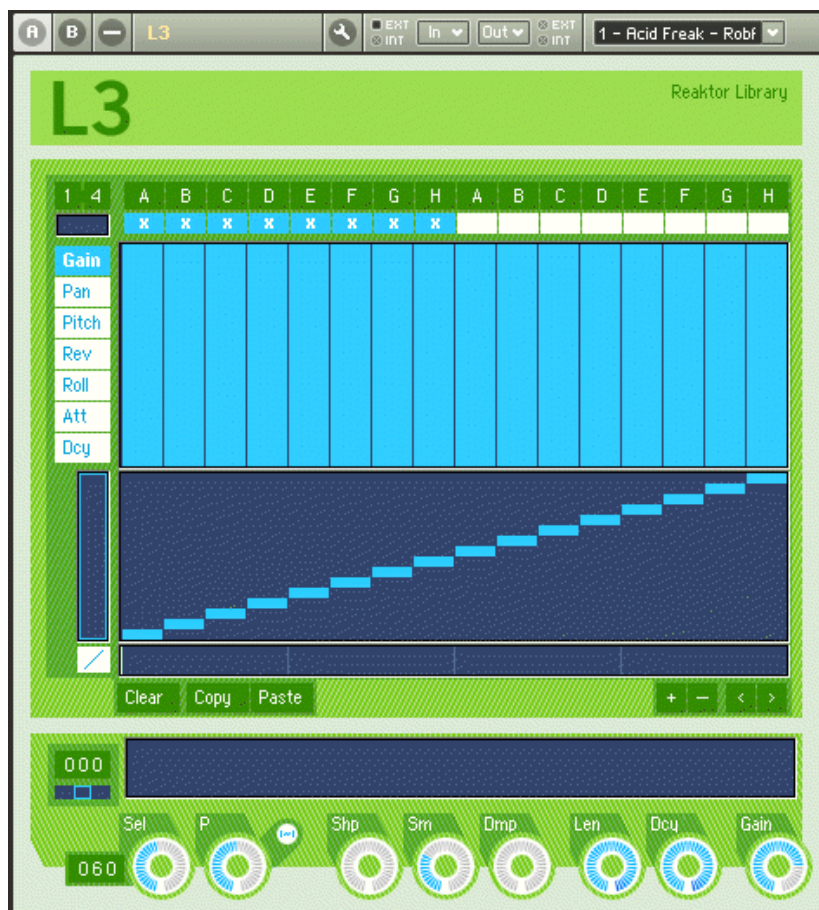 A B L3 EXT INT In Out EXT INT 1 - Acid Freak - Robf
L3
Reaktor Library
1 4 A B C D E F G H A B C D E F G H
x x x x x x x x
Gain
Pan
Pitch
Rev
Roll
Att
Dcy
Clear Copy Paste + - < >
000
Sel P Shp Sm Dmp Len Dcy Gain
060